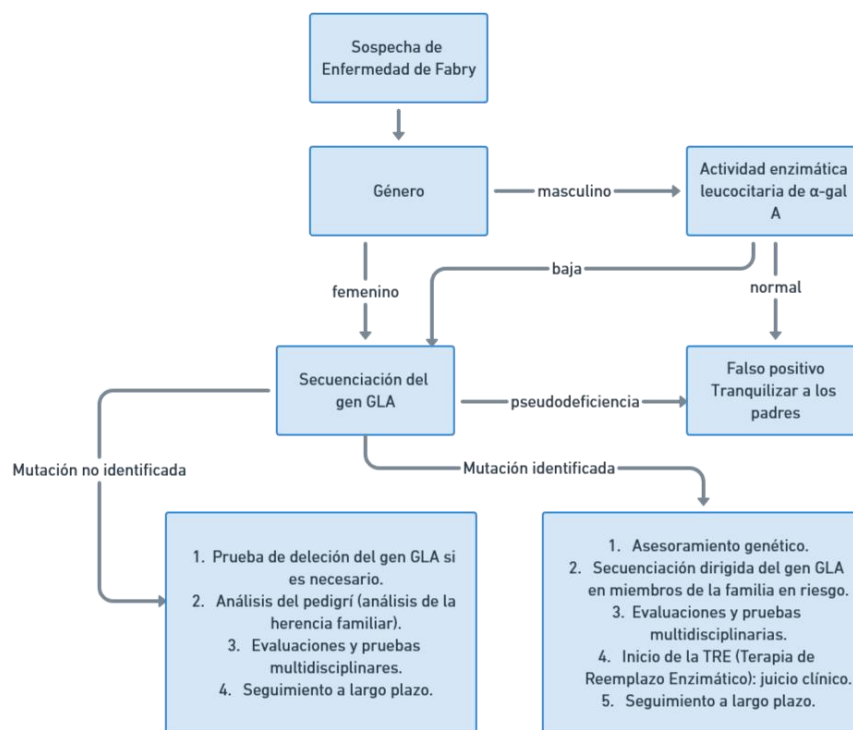 Sospecha de
Enfermedad de Fabry
Género
masculino
Actividad enzimática
leucocitaria de α-gal
A
femenino
baja
normal
Secuenciación del
gen GLA
pseudodeficiencia
Falso positivo
Tranquilizar a los
padres
Mutación no identificada
Mutación identificada
1. Prueba de deleción del gen GLA si
es necesario.
2. Análisis del pedigrí (análisis de la
herencia familiar).
3. Evaluaciones y pruebas
multidisciplinares.
4. Seguimiento a largo plazo.
1. Asesoramiento genético.
2. Secuenciación dirigida del gen GLA
en miembros de la familia en riesgo.
3. Evaluaciones y pruebas
multidisciplinarias.
4. Inicio de la TRE (Terapia de
Reemplazo Enzimático): juicio clínico.
5. Seguimiento a largo plazo.